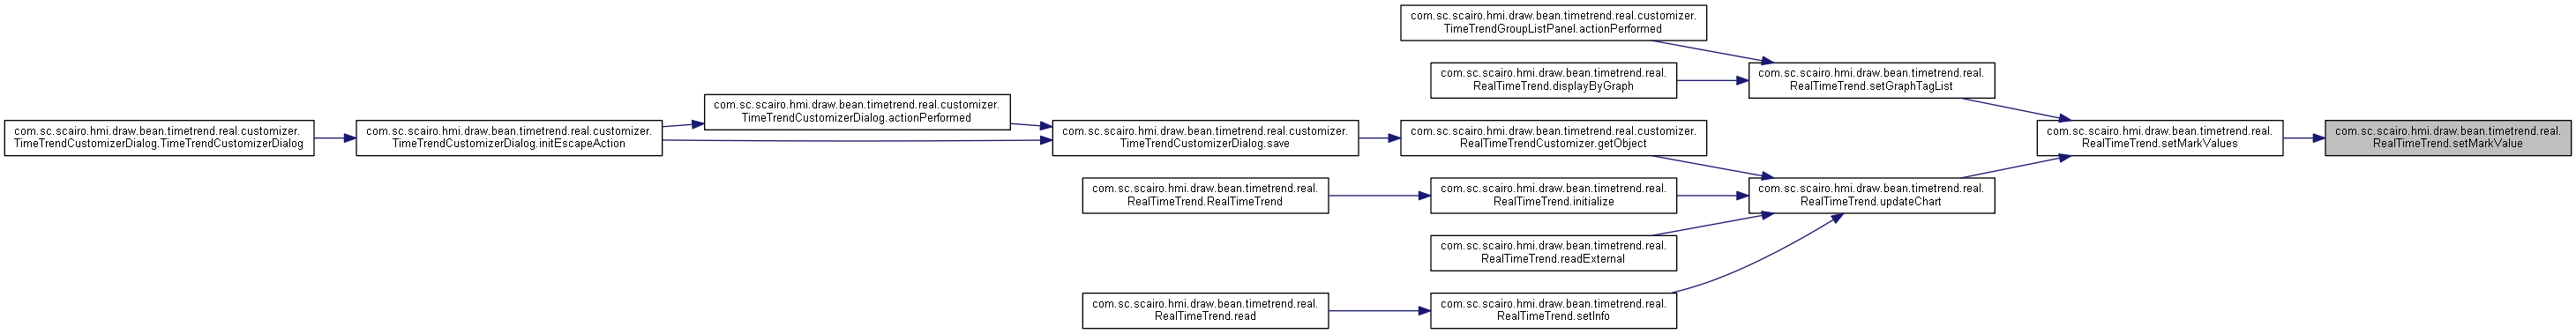 com.sc.scairo.hmi.draw.bean.timetrend.real.customizer.
TimeTrendGroupListPanel.actionPerformed
com.sc.scairo.hmi.draw.bean.timetrend.real.
RealTimeTrend.displayByGraph
com.sc.scairo.hmi.draw.bean.timetrend.real.
RealTimeTrend.setGraphTagList
com.sc.scairo.hmi.draw.bean.timetrend.real.customizer.
TimeTrendCustomizerDialog.actionPerformed
com.sc.scairo.hmi.draw.bean.timetrend.real.customizer.
TimeTrendCustomizerDialog.TimeTrendCustomizerDialog
com.sc.scairo.hmi.draw.bean.timetrend.real.customizer.
TimeTrendCustomizerDialog.initEscapeAction
com.sc.scairo.hmi.draw.bean.timetrend.real.customizer.
TimeTrendCustomizerDialog.save
com.sc.scairo.hmi.draw.bean.timetrend.real.customizer.
RealTimeTrendCustomizer.getObject
com.sc.scairo.hmi.draw.bean.timetrend.real.
RealTimeTrend.setMarkValues
com.sc.scairo.hmi.draw.bean.timetrend.real.
RealTimeTrend.setMarkValue
com.sc.scairo.hmi.draw.bean.timetrend.real.
RealTimeTrend.RealTimeTrend
com.sc.scairo.hmi.draw.bean.timetrend.real.
RealTimeTrend.initialize
com.sc.scairo.hmi.draw.bean.timetrend.real.
RealTimeTrend.updateChart
com.sc.scairo.hmi.draw.bean.timetrend.real.
RealTimeTrend.readExternal
com.sc.scairo.hmi.draw.bean.timetrend.real.
RealTimeTrend.read
com.sc.scairo.hmi.draw.bean.timetrend.real.
RealTimeTrend.setInfo